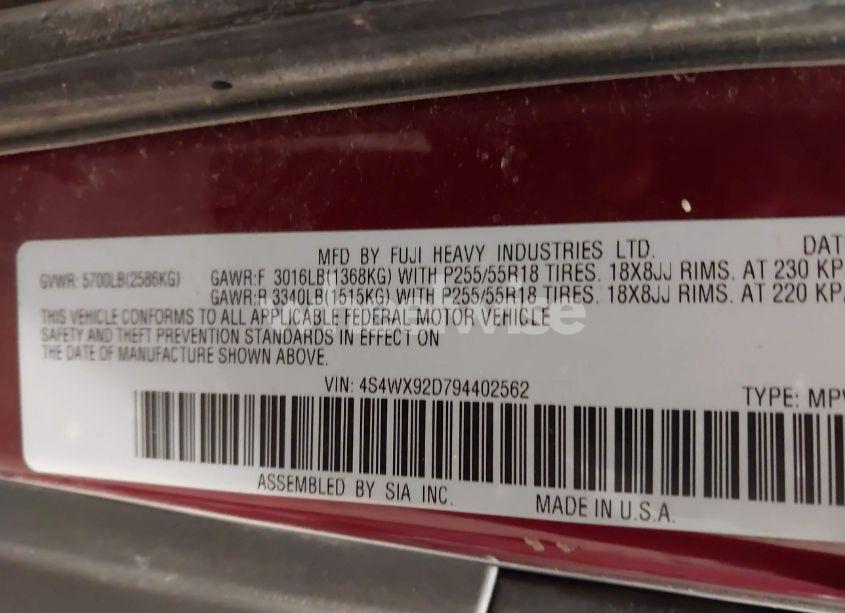 MFD BY FUJI HEAVY INDUSTRIES LTD. DAT
GVWR: 5700LB(2586KG) GAWR:F 3016LB(1368KG) WITH P255/55R18 TIRES. 18X8JJ RIMS. AT 230 KP
GAWR:R 3340LB(1515KG) WITH P255/55R18 TIRES. 18X8JJ RIMS. AT 220 KPA
THIS VEHICLE CONFORMS TO ALL APPLICABLE FEDERAL MOTOR VEHICLE
SAFETY AND THEFT PREVENTION STANDARDS IN EFFECT ON
THE DATE OF MANUFACTURE SHOWN ABOVE.
VIN: 4S4WX92D794402562
TYPE: MPV
ASSEMBLED BY SIA INC.
MADE IN U.S.A.